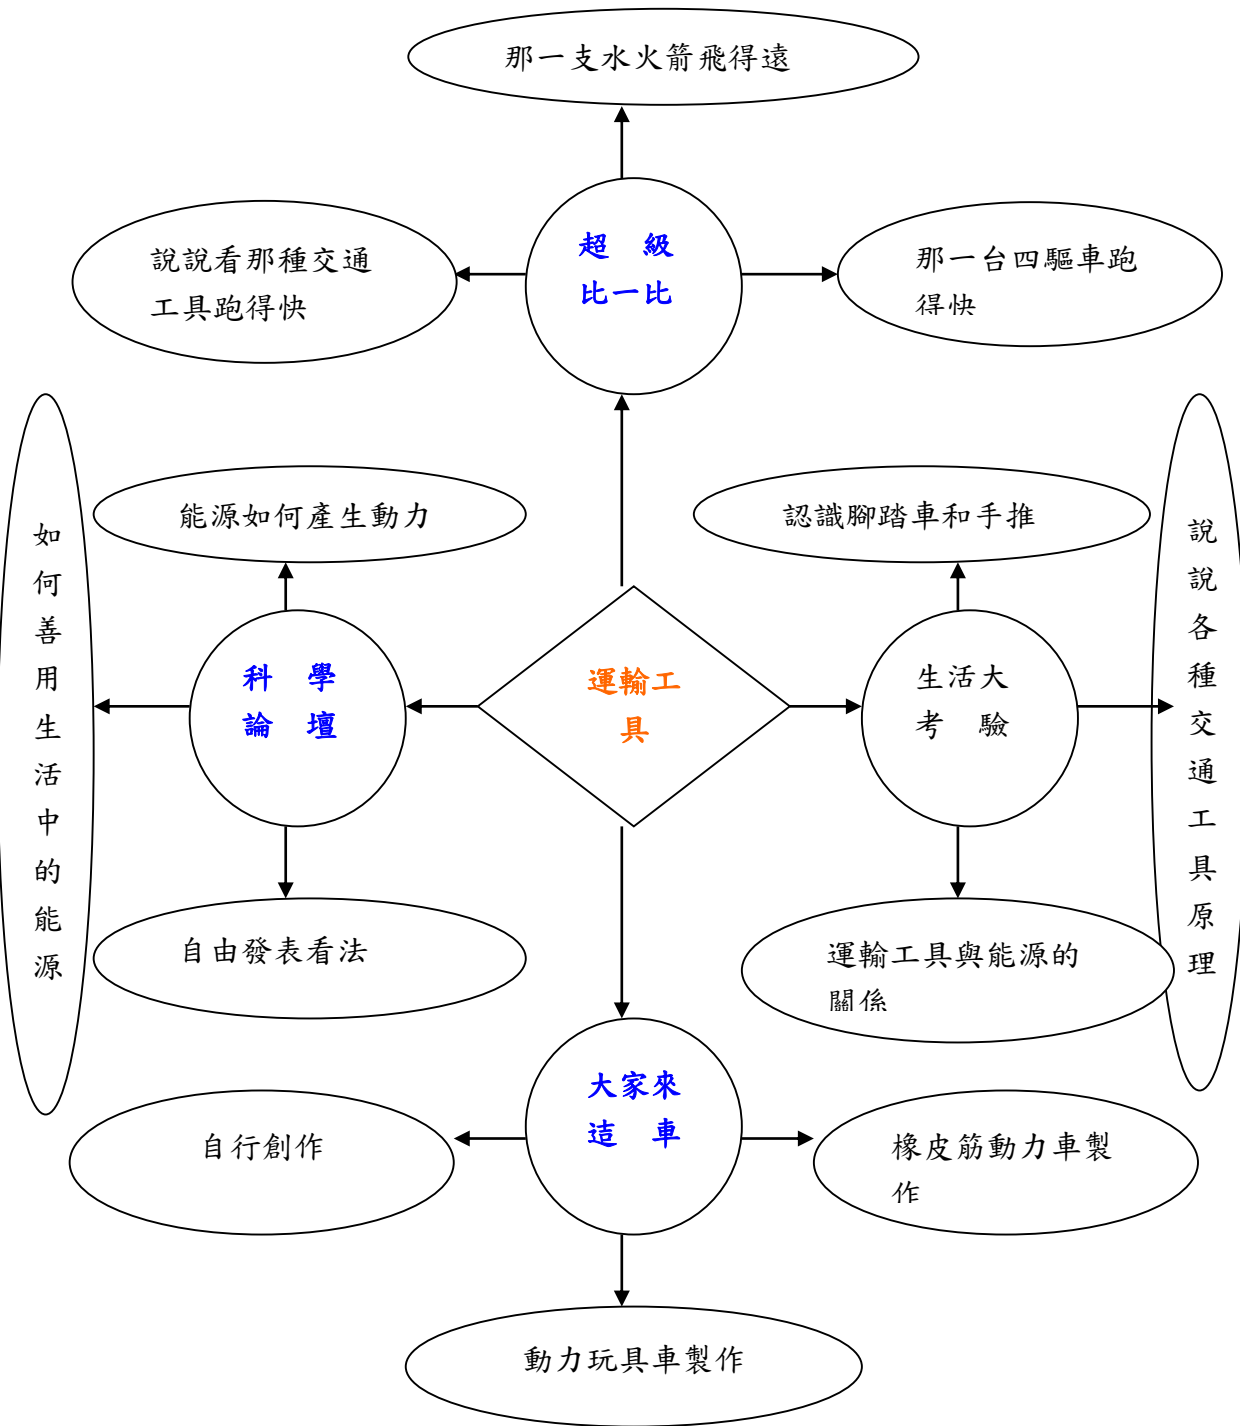 那一支水火箭飛得遠
超　級
比一比
說說看那種交通
工具跑得快
那一台四驅車跑
得快
如何善用生活中的能源
能源如何產生動力
認識腳踏車和手推
說說各種交通工具原理
科　學
論　壇
運輸工
具
生活大
考　驗
自由發表看法
運輸工具與能源的
關係
大家來
造　車
自行創作
橡皮筋動力車製
作
動力玩具車製作